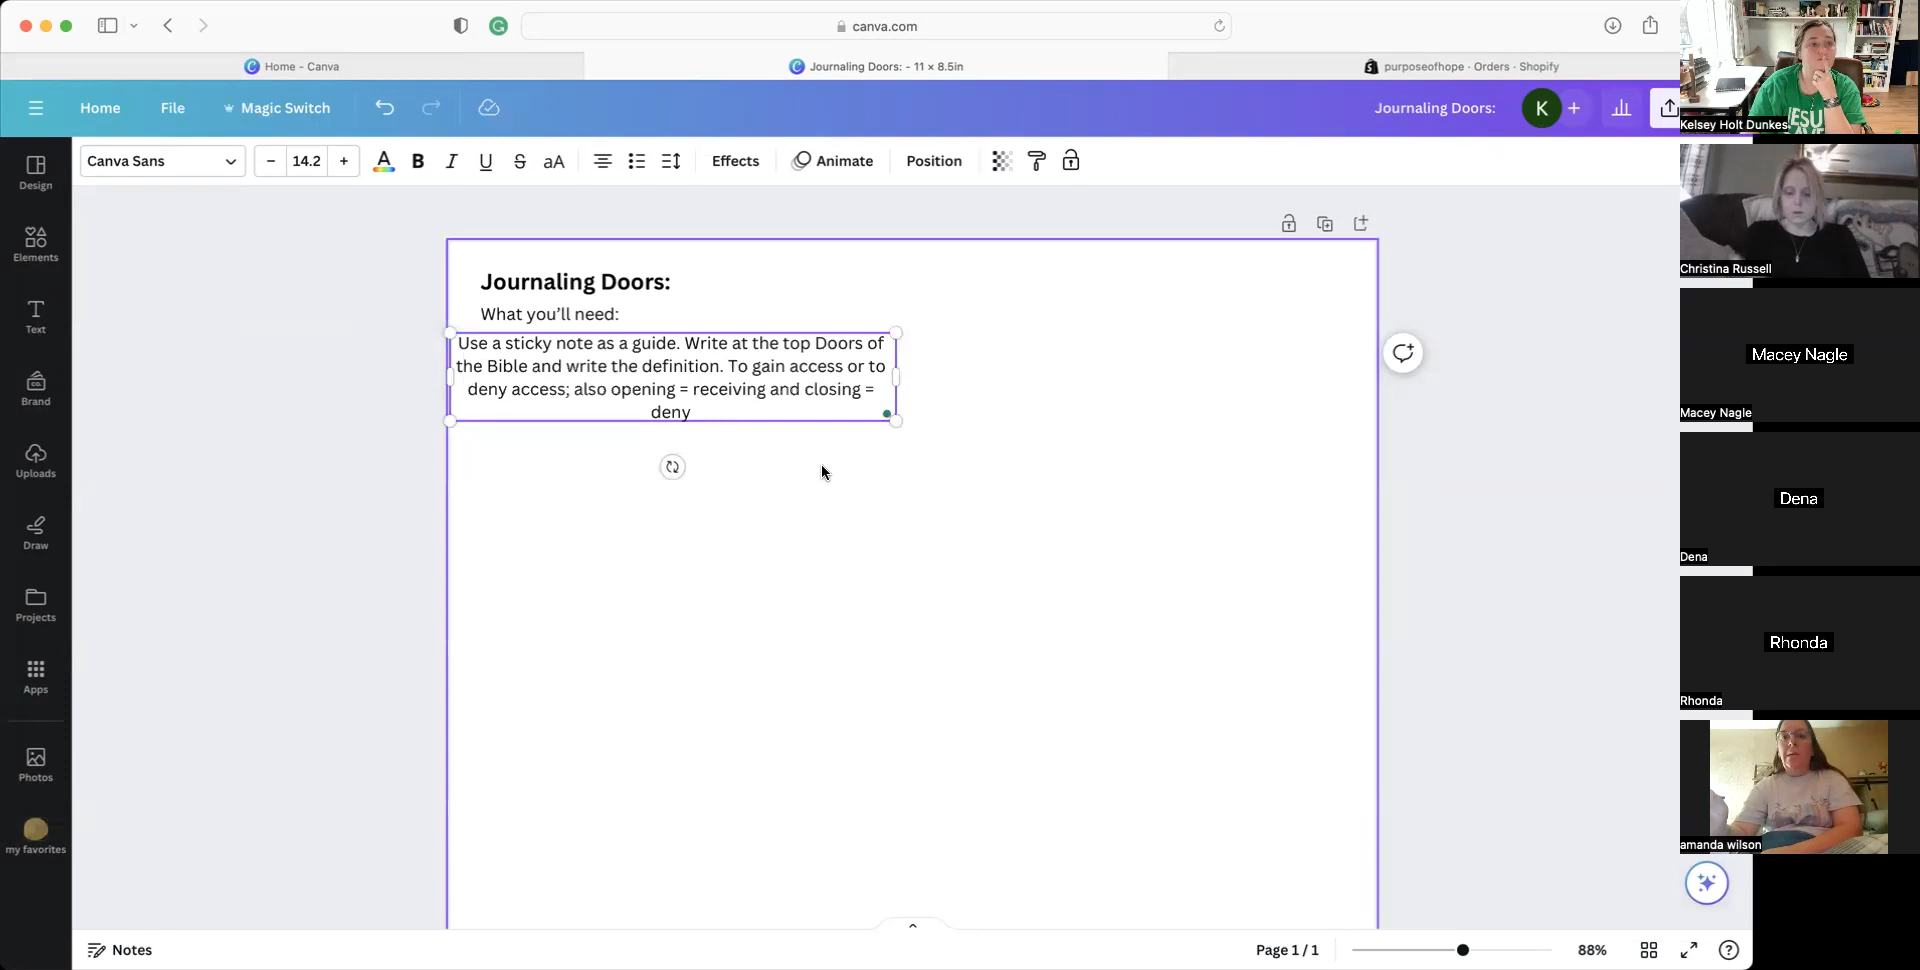 canva.com
Home - Canva
Journaling Doors: - 11 × 8.5in
purposeofhope · Orders · Shopify
Home
File
Magic Switch
Journaling Doors:
K
Canva Sans
14.2
A
B
I
U
S
aA
Effects
Animate
Position
Design
Elements
Text
Brand
Uploads
Draw
Projects
Apps
Photos
my favorites
Journaling Doors:
What you’ll need:
Use a sticky note as a guide. Write at the top Doors of
the Bible and write the definition. To gain access or to
deny access; also opening = receiving and closing =
deny
Notes
Page 1 / 1
88%
Kelsey Holt Dunkes
Christina Russell
Macey Nagle
Macey Nagle
Dena
Dena
Rhonda
Rhonda
amanda wilson